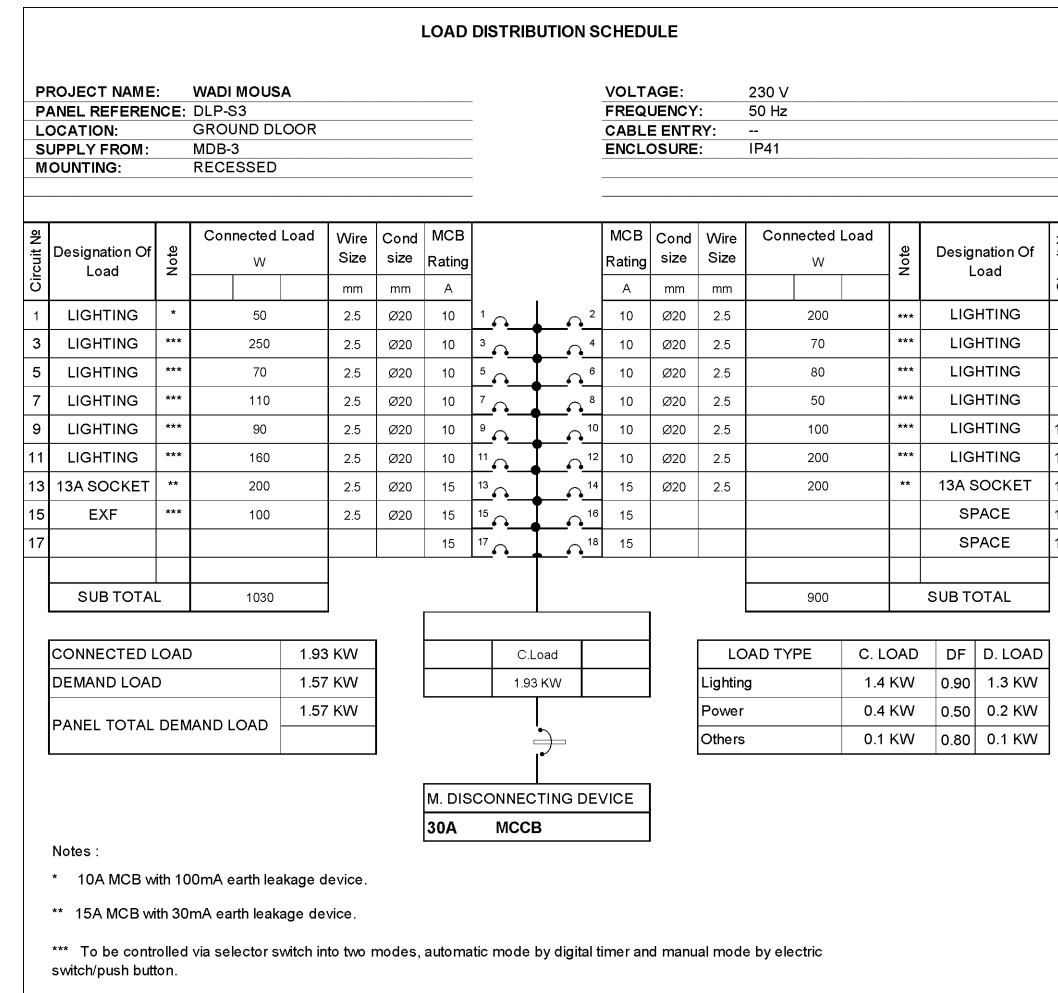 LOAD DISTRIBUTION SCHEDULE
PROJECT NAME: WADI MOUSA VOLTAGE: 230 V
PANEL REFERENCE: DLP-S3 FREQUENCY: 50 Hz
LOCATION: GROUND DLOOR CABLE ENTRY: --
SUPPLY FROM: MDB-3 ENCLOSURE: IP41
MOUNTING: RECESSED
Circuit № Designation Of Load Note Connected Load W Wire Size mm Cond size mm MCB Rating A MCB Rating A Cond size mm Wire Size mm Connected Load W Note Designation Of Load
1 LIGHTING * 50 2.5 Ø20 10 1 2 10 Ø20 2.5 200 *** LIGHTING
3 LIGHTING *** 250 2.5 Ø20 10 3 4 10 Ø20 2.5 70 *** LIGHTING
5 LIGHTING *** 70 2.5 Ø20 10 5 6 10 Ø20 2.5 80 *** LIGHTING
7 LIGHTING *** 110 2.5 Ø20 10 7 8 10 Ø20 2.5 50 *** LIGHTING
9 LIGHTING *** 90 2.5 Ø20 10 9 10 10 Ø20 2.5 100 *** LIGHTING
11 LIGHTING *** 160 2.5 Ø20 10 11 12 10 Ø20 2.5 200 *** LIGHTING
13 13A SOCKET ** 200 2.5 Ø20 15 13 14 15 Ø20 2.5 200 ** 13A SOCKET
15 EXF *** 100 2.5 Ø20 15 15 16 15 SPACE
17 15 17 18 15 SPACE
SUB TOTAL 1030 900 SUB TOTAL
CONNECTED LOAD 1.93 KW C.Load LOAD TYPE C. LOAD DF D. LOAD
DEMAND LOAD 1.57 KW 1.93 KW Lighting 1.4 KW 0.90 1.3 KW
PANEL TOTAL DEMAND LOAD 1.57 KW Power 0.4 KW 0.50 0.2 KW
Others 0.1 KW 0.80 0.1 KW
M. DISCONNECTING DEVICE
30A MCCB
Notes :
* 10A MCB with 100mA earth leakage device.
** 15A MCB with 30mA earth leakage device.
*** To be controlled via selector switch into two modes, automatic mode by digital timer and manual mode by electric
switch/push button.